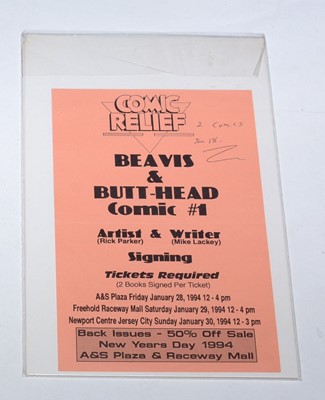 COMIC
RELIEF
2 Comics
BEAVIS
&
BUTT-HEAD
Comic #1
Artist & Writer
(Rick Parker) (Mike Lackey)
Signing
Tickets Required
(2 Books Signed Per Ticket)
A&S Plaza Friday January 28, 1994 12 - 4 pm
Freehold Raceway Mall Saturday January 29, 1994 12 - 4 pm
Newport Centre Jersey City Sunday January 30, 1994 12 - 3 pm
Back Issues - 50% Off Sale
New Years Day 1994
A&S Plaza & Raceway Mall